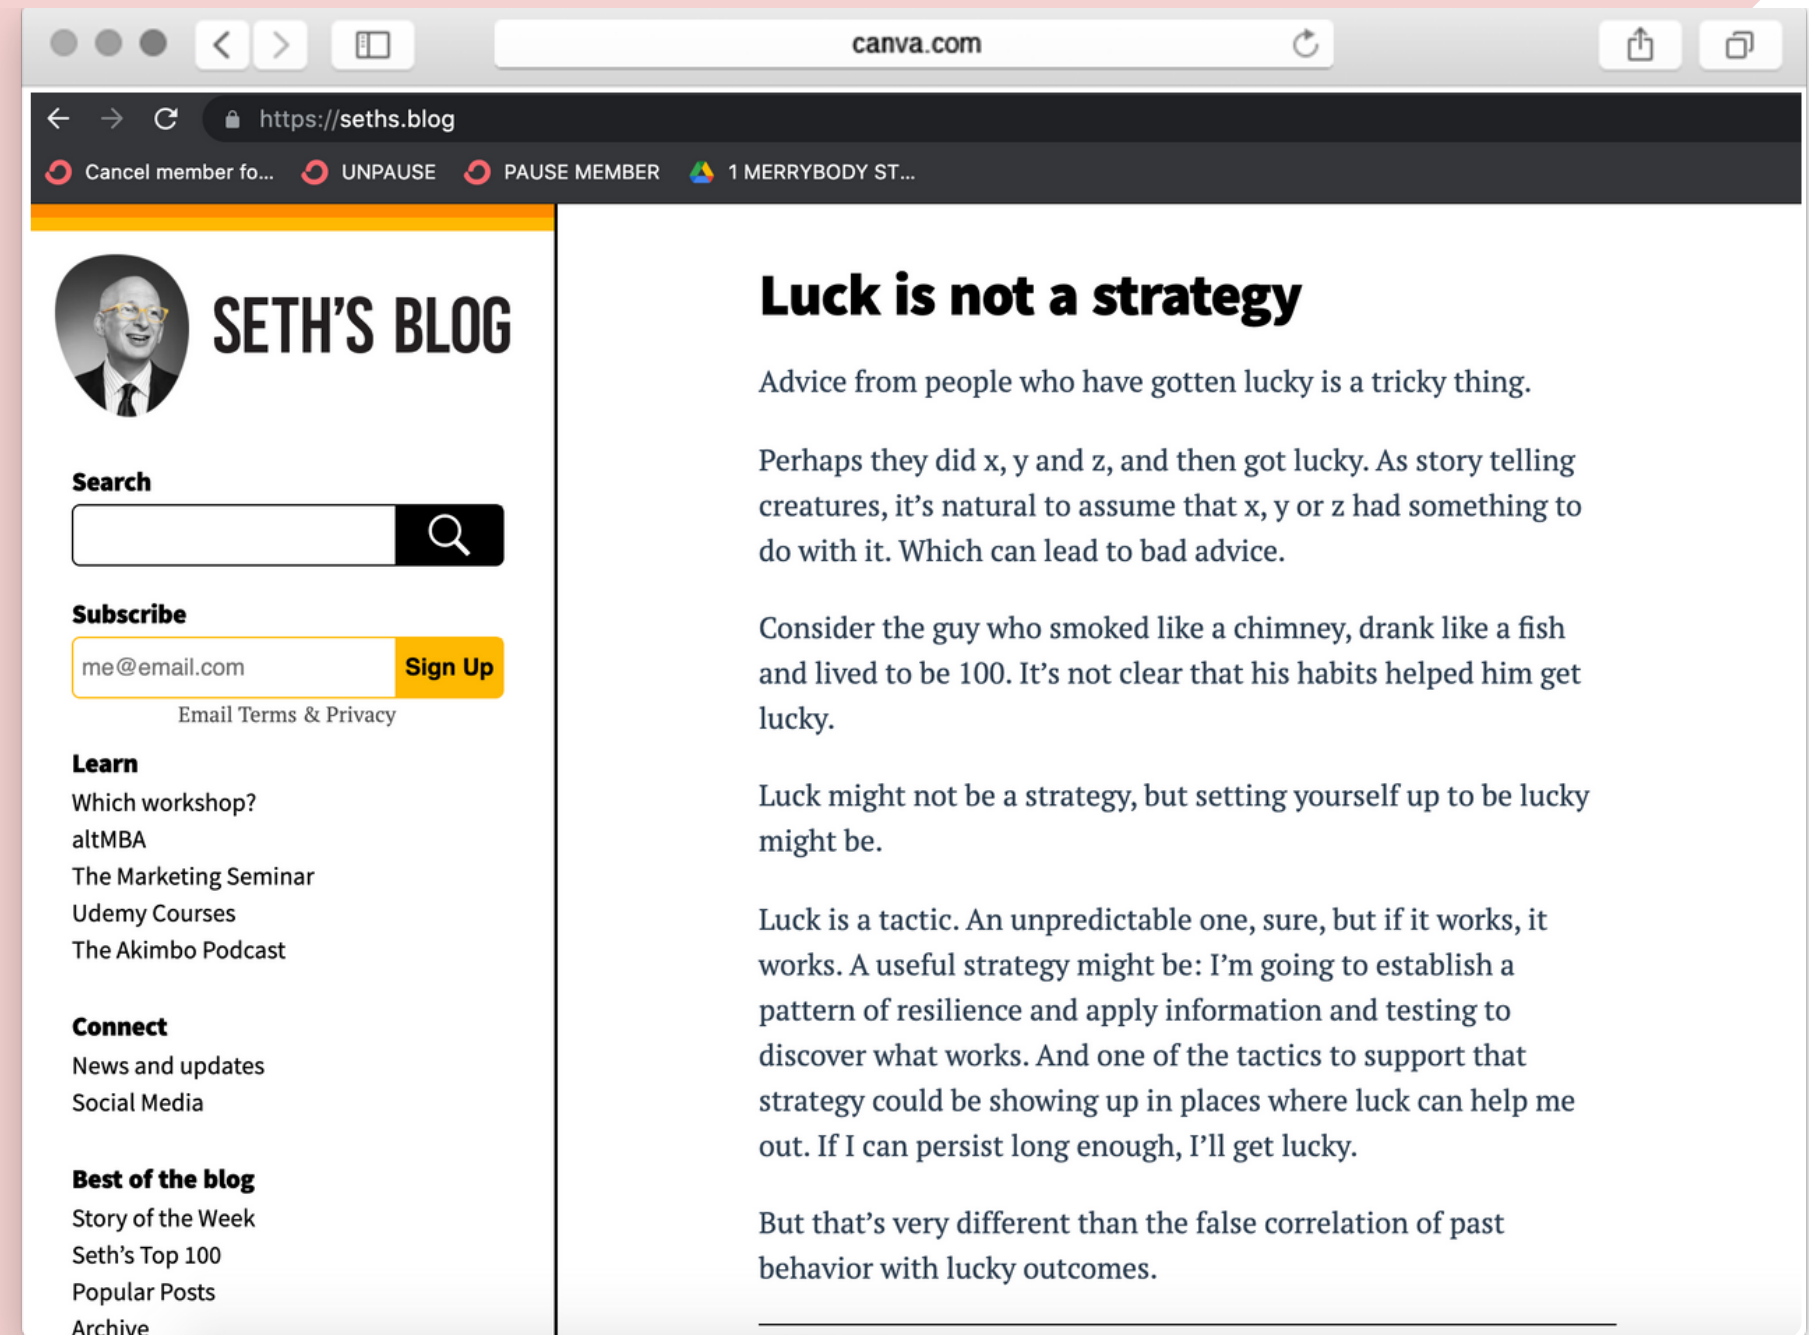 canva.com
https://seths.blog
Cancel member fo... UNPAUSE PAUSE MEMBER 1 MERRYBODY ST...
SETH'S BLOG
Search
Subscribe
me@email.com Sign Up
Email Terms & Privacy
Learn
Which workshop?
altMBA
The Marketing Seminar
Udemy Courses
The Akimbo Podcast
Connect
News and updates
Social Media
Best of the blog
Story of the Week
Seth's Top 100
Popular Posts
Archive
Luck is not a strategy
Advice from people who have gotten lucky is a tricky thing.
Perhaps they did x, y and z, and then got lucky. As story telling
creatures, it's natural to assume that x, y or z had something to
do with it. Which can lead to bad advice.
Consider the guy who smoked like a chimney, drank like a fish
and lived to be 100. It's not clear that his habits helped him get
lucky.
Luck might not be a strategy, but setting yourself up to be lucky
might be.
Luck is a tactic. An unpredictable one, sure, but if it works, it
works. A useful strategy might be: I'm going to establish a
pattern of resilience and apply information and testing to
discover what works. And one of the tactics to support that
strategy could be showing up in places where luck can help me
out. If I can persist long enough, I'll get lucky.
But that's very different than the false correlation of past
behavior with lucky outcomes.